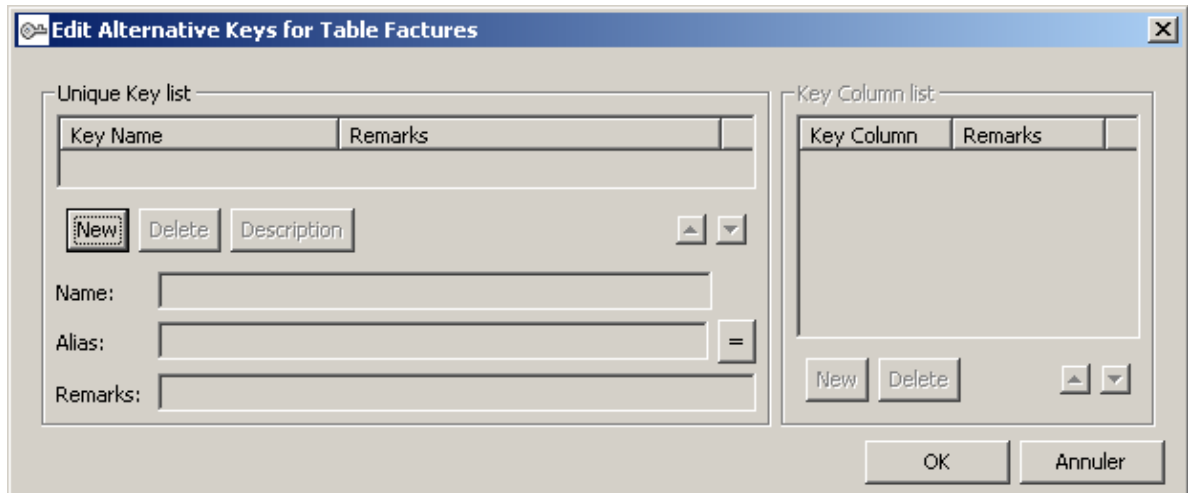 Edit Alternative Keys for Table Factures
Unique Key list
Key Name Remarks
New Delete Description
Name:
Alias: =
Remarks:
Key Column list
Key Column Remarks
New Delete
OK Annuler